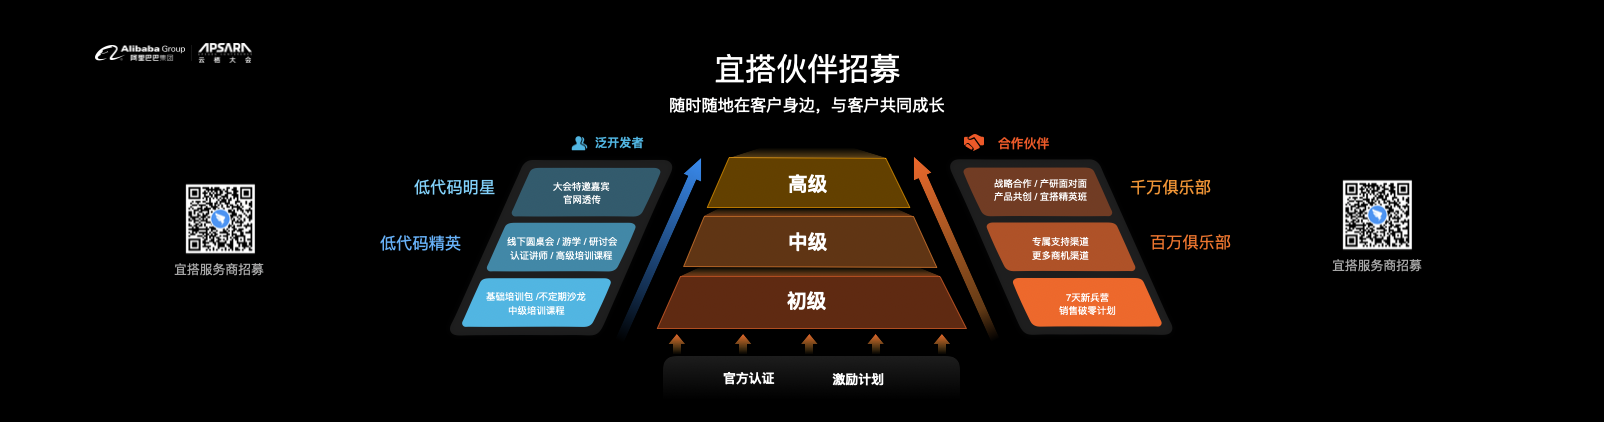 Alibaba Group
阿里巴巴集团
APSARA
云栖大会
宜搭伙伴招募
随时随地在客户身边，与客户共同成长
泛开发者
合作伙伴
低代码明星
大会特邀嘉宾
官网透传
高级
战略合作 / 产研面对面
产品共创 / 宜搭精英班
千万俱乐部
低代码精英
线下圆桌会 / 游学 / 研讨会
认证讲师 / 高级培训课程
中级
专属支持渠道
更多商机渠道
百万俱乐部
宜搭服务商招募
基础培训包 /不定期沙龙
中级培训课程
初级
7天新兵营
销售破零计划
宜搭服务商招募
官方认证
激励计划